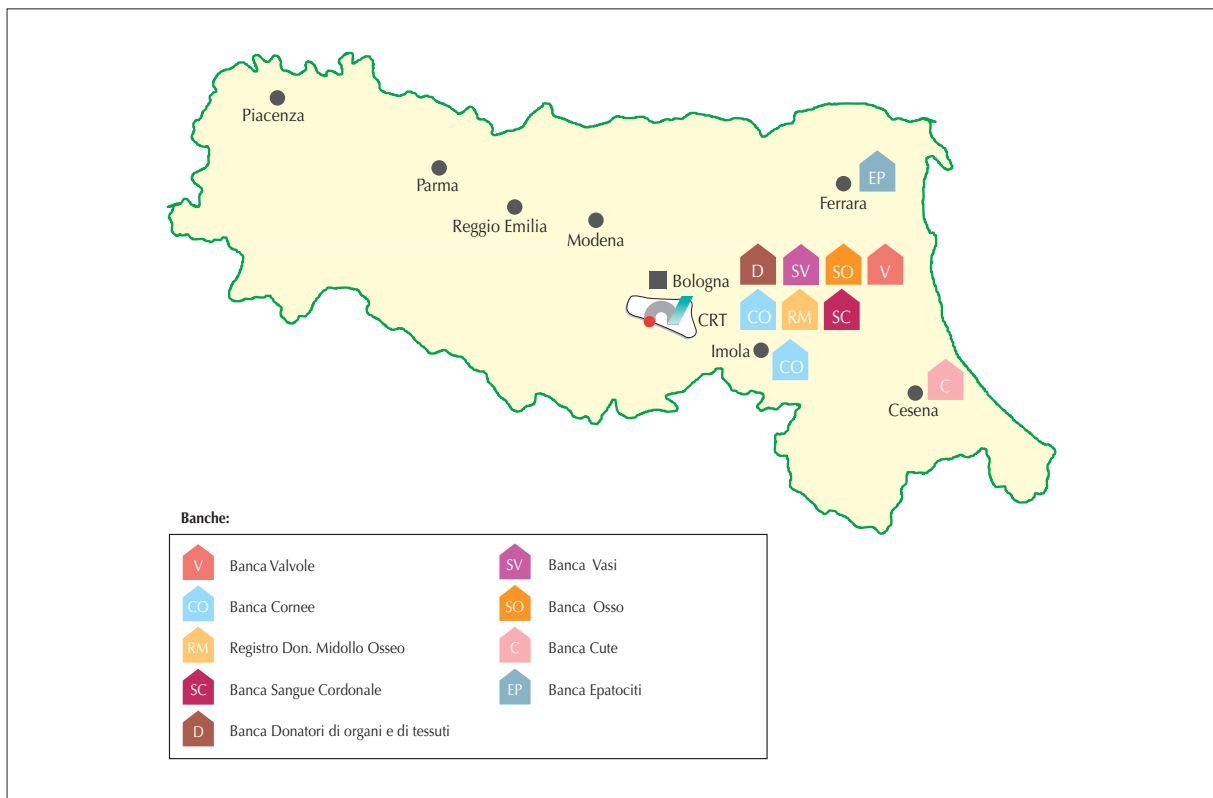 Piacenza
Parma
Reggio Emilia
Modena
EP
Ferrara
Bologna
D SV SO V
CRT
CO RM SC
Imola
CO
C
Cesena
Banche:
V Banca Valvole
SV Banca Vasi
CO Banca Cornee
SO Banca Osso
RM Registro Don. Midollo Osseo
C Banca Cute
SC Banca Sangue Cordonale
EP Banca Epatociti
D Banca Donatori di organi e di tessuti